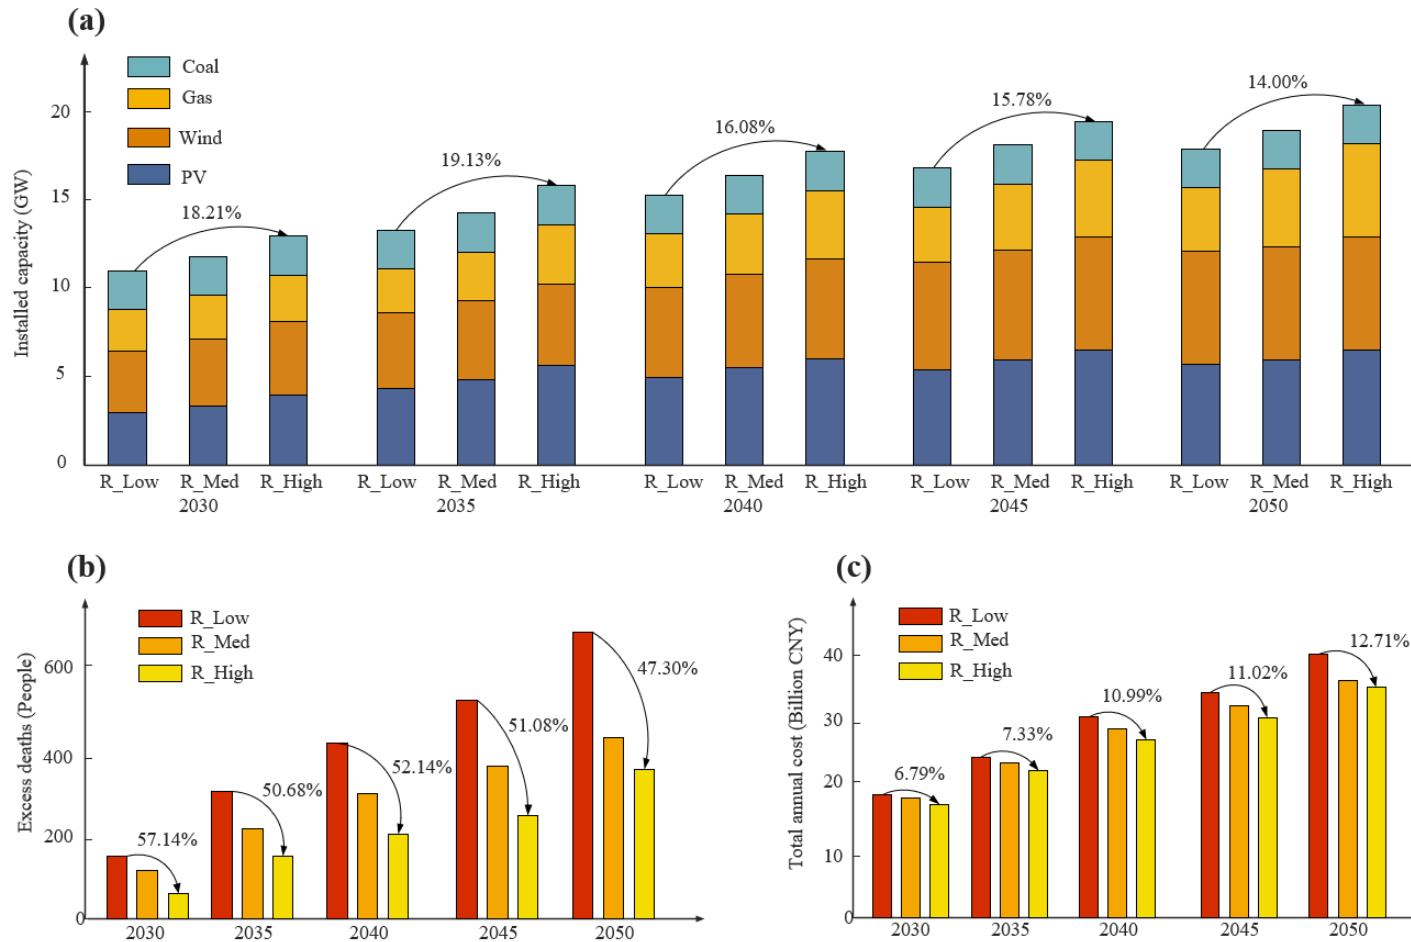 (a)
Coal
Gas
Wind
PV
Installed capacity (GW)
20
15
10
5
0
18.21%
19.13%
16.08%
15.78%
14.00%
R_Low R_Med R_High R_Low R_Med R_High R_Low R_Med R_High R_Low R_Med R_High R_Low R_Med R_High
2030 2035 2040 2045 2050
(b)
R_Low
R_Med
R_High
Excess deaths (People)
600
400
200
0
57.14%
50.68%
52.14%
51.08%
47.30%
2030 2035 2040 2045 2050
(c)
R_Low
R_Med
R_High
Total annual cost (Billion CNY)
40
30
20
10
0
6.79%
7.33%
10.99%
11.02%
12.71%
2030 2035 2040 2045 2050